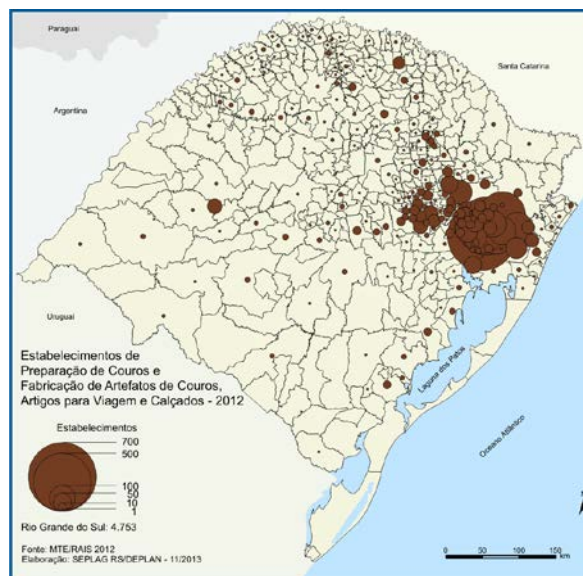 Paraguai
Santa Catarina
Argentina
Uruguai
Laguna dos Patos
Oceano Atlântico
Estabelecimentos de
Preparação de Couros e
Fabricação de Artefatos de Couros,
Artigos para Viagem e Calçados - 2012
Estabelecimentos
700
500
100
50
10
1
Rio Grande do Sul: 4.753
Fonte: MTE/RAIS 2012
Elaboração: SEPLAG RS/DEPLAN - 11/2013
0 50 100 150
km